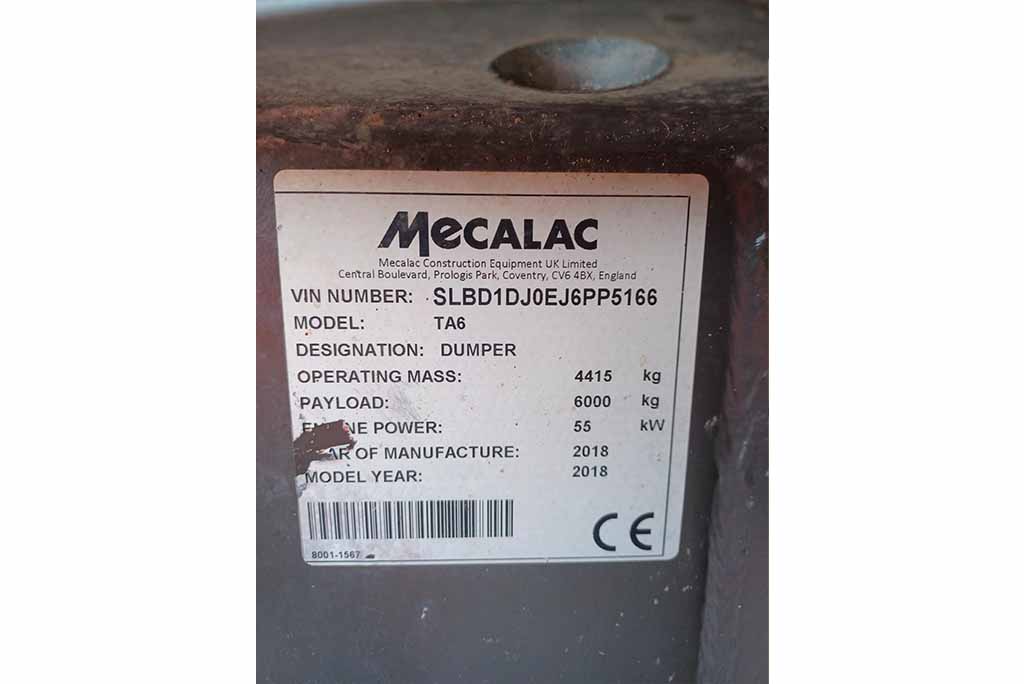 MeCALAC
Mecalac Construction Equipment UK Limited
Central Boulevard, Prologis Park, Coventry, CV6 4BX, England
VIN NUMBER: SLBD1DJ0EJ6PP5166
MODEL: TA6
DESIGNATION: DUMPER
OPERATING MASS: 4415 kg
PAYLOAD: 6000 kg
POWER: 55 kW
OF MANUFACTURE: 2018
MODEL YEAR: 2018
8001-1567
CE